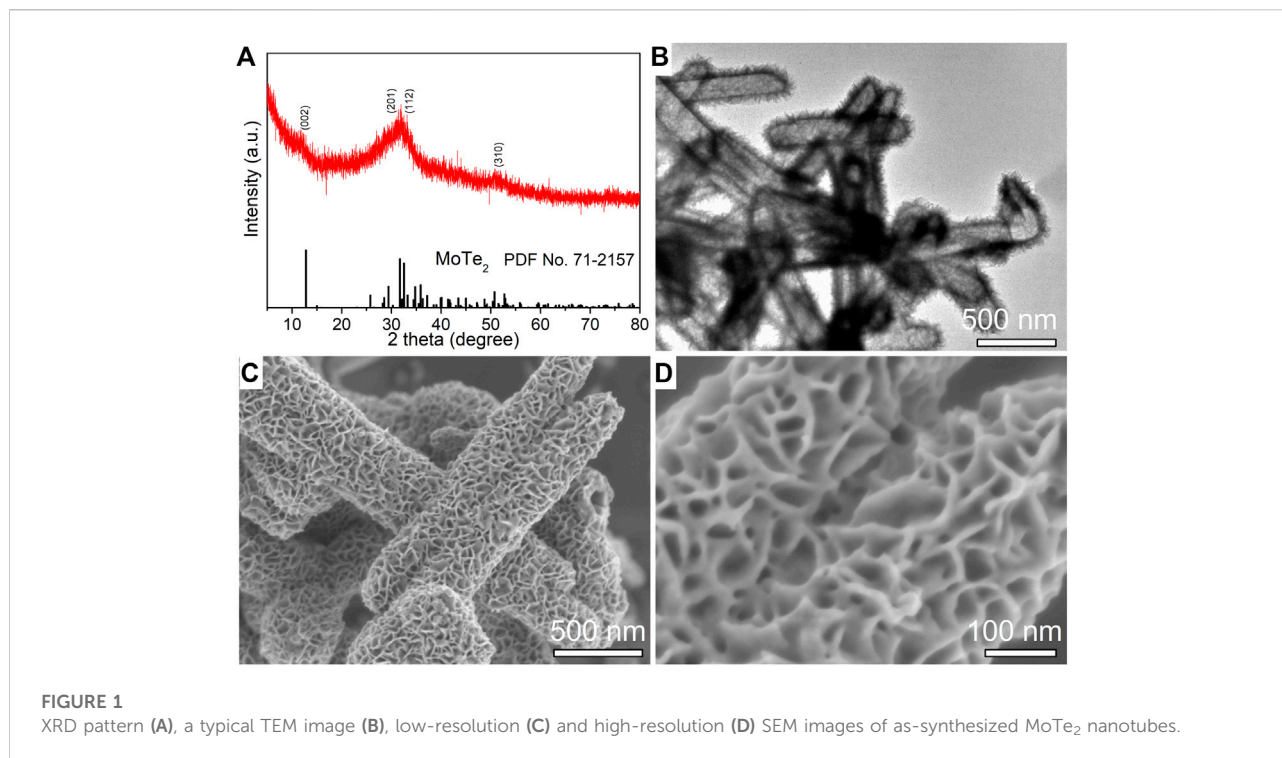 A
(002)
(201)
(112)
(310)
Intensity (a.u.)
MoTe₂ PDF No. 71-2157
10 20 30 40 50 60 70 80
2 theta (degree)
B
500 nm
C
500 nm
D
100 nm
FIGURE 1
XRD pattern (A), a typical TEM image (B), low-resolution (C) and high-resolution (D) SEM images of as-synthesized MoTe₂ nanotubes.